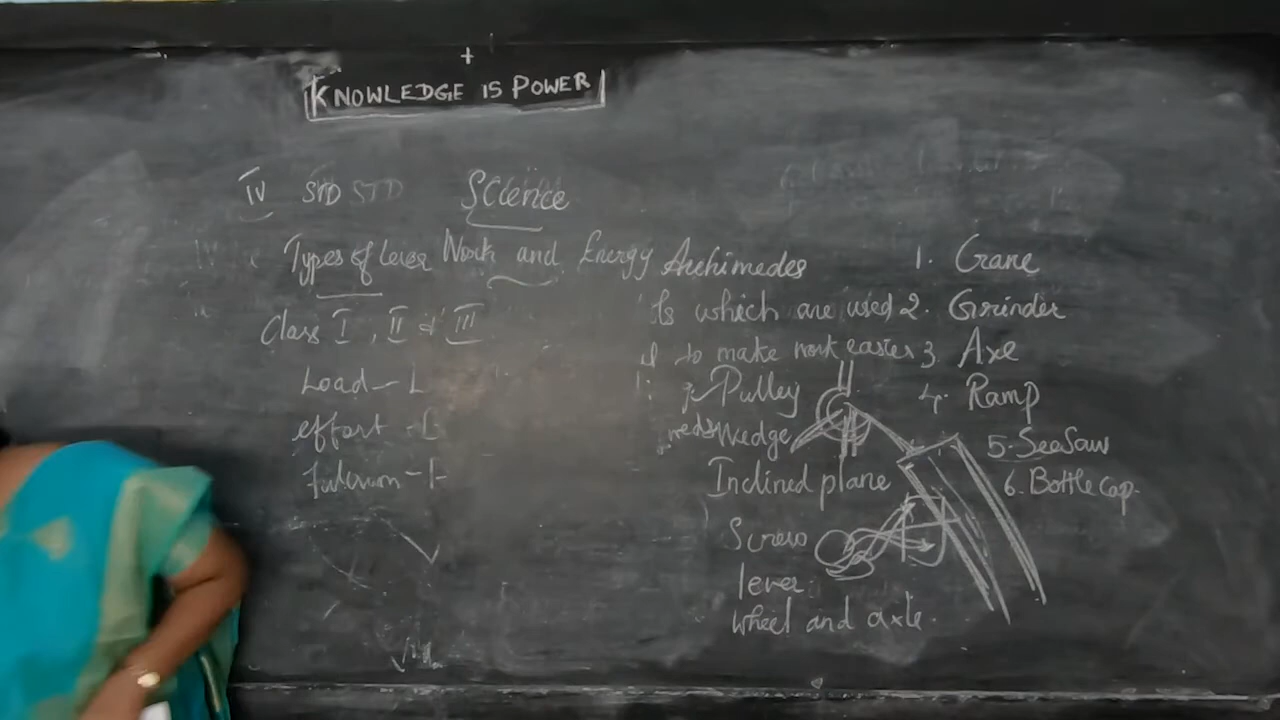 KNOWLEDGE IS POWER
IV STD STD Science
Types of lever Work and Energy Archimedes
Class I, II & III
Load - L
effort - E
fulcrum - F
ls which are used
to make work easier
Pulley
Wedge
Inclined plane
Screw
lever
wheel and axle.
1. Crane
2. Grinder
3. Axe
4. Ramp
5. SeeSaw
6. Bottle cap.